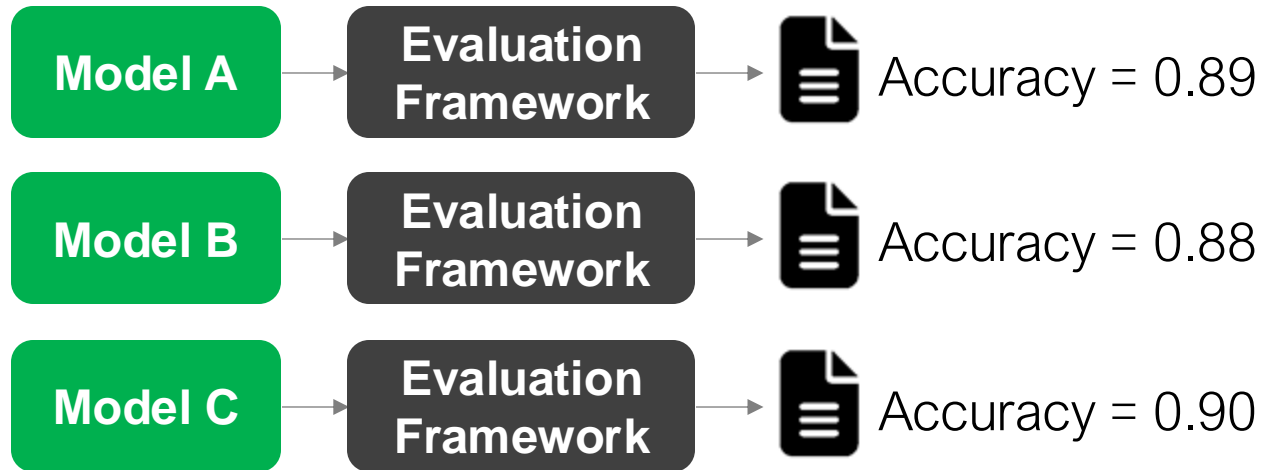 Model A
Evaluation
Framework
Accuracy = 0.89
Model B
Evaluation
Framework
Accuracy = 0.88
Model C
Evaluation
Framework
Accuracy = 0.90